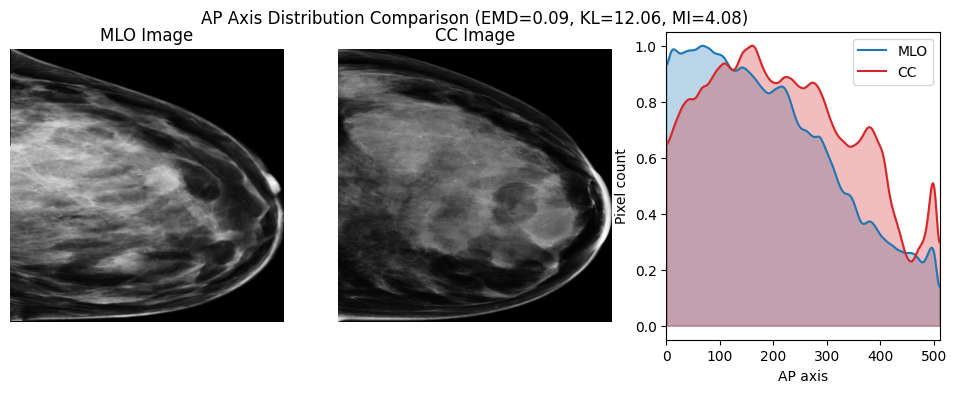 AP Axis Distribution Comparison (EMD=0.09, KL=12.06, MI=4.08)
MLO Image
CC Image
MLO
CC
Pixel count
1.0
0.8
0.6
0.4
0.2
0.0
0 100 200 300 400 500
AP axis